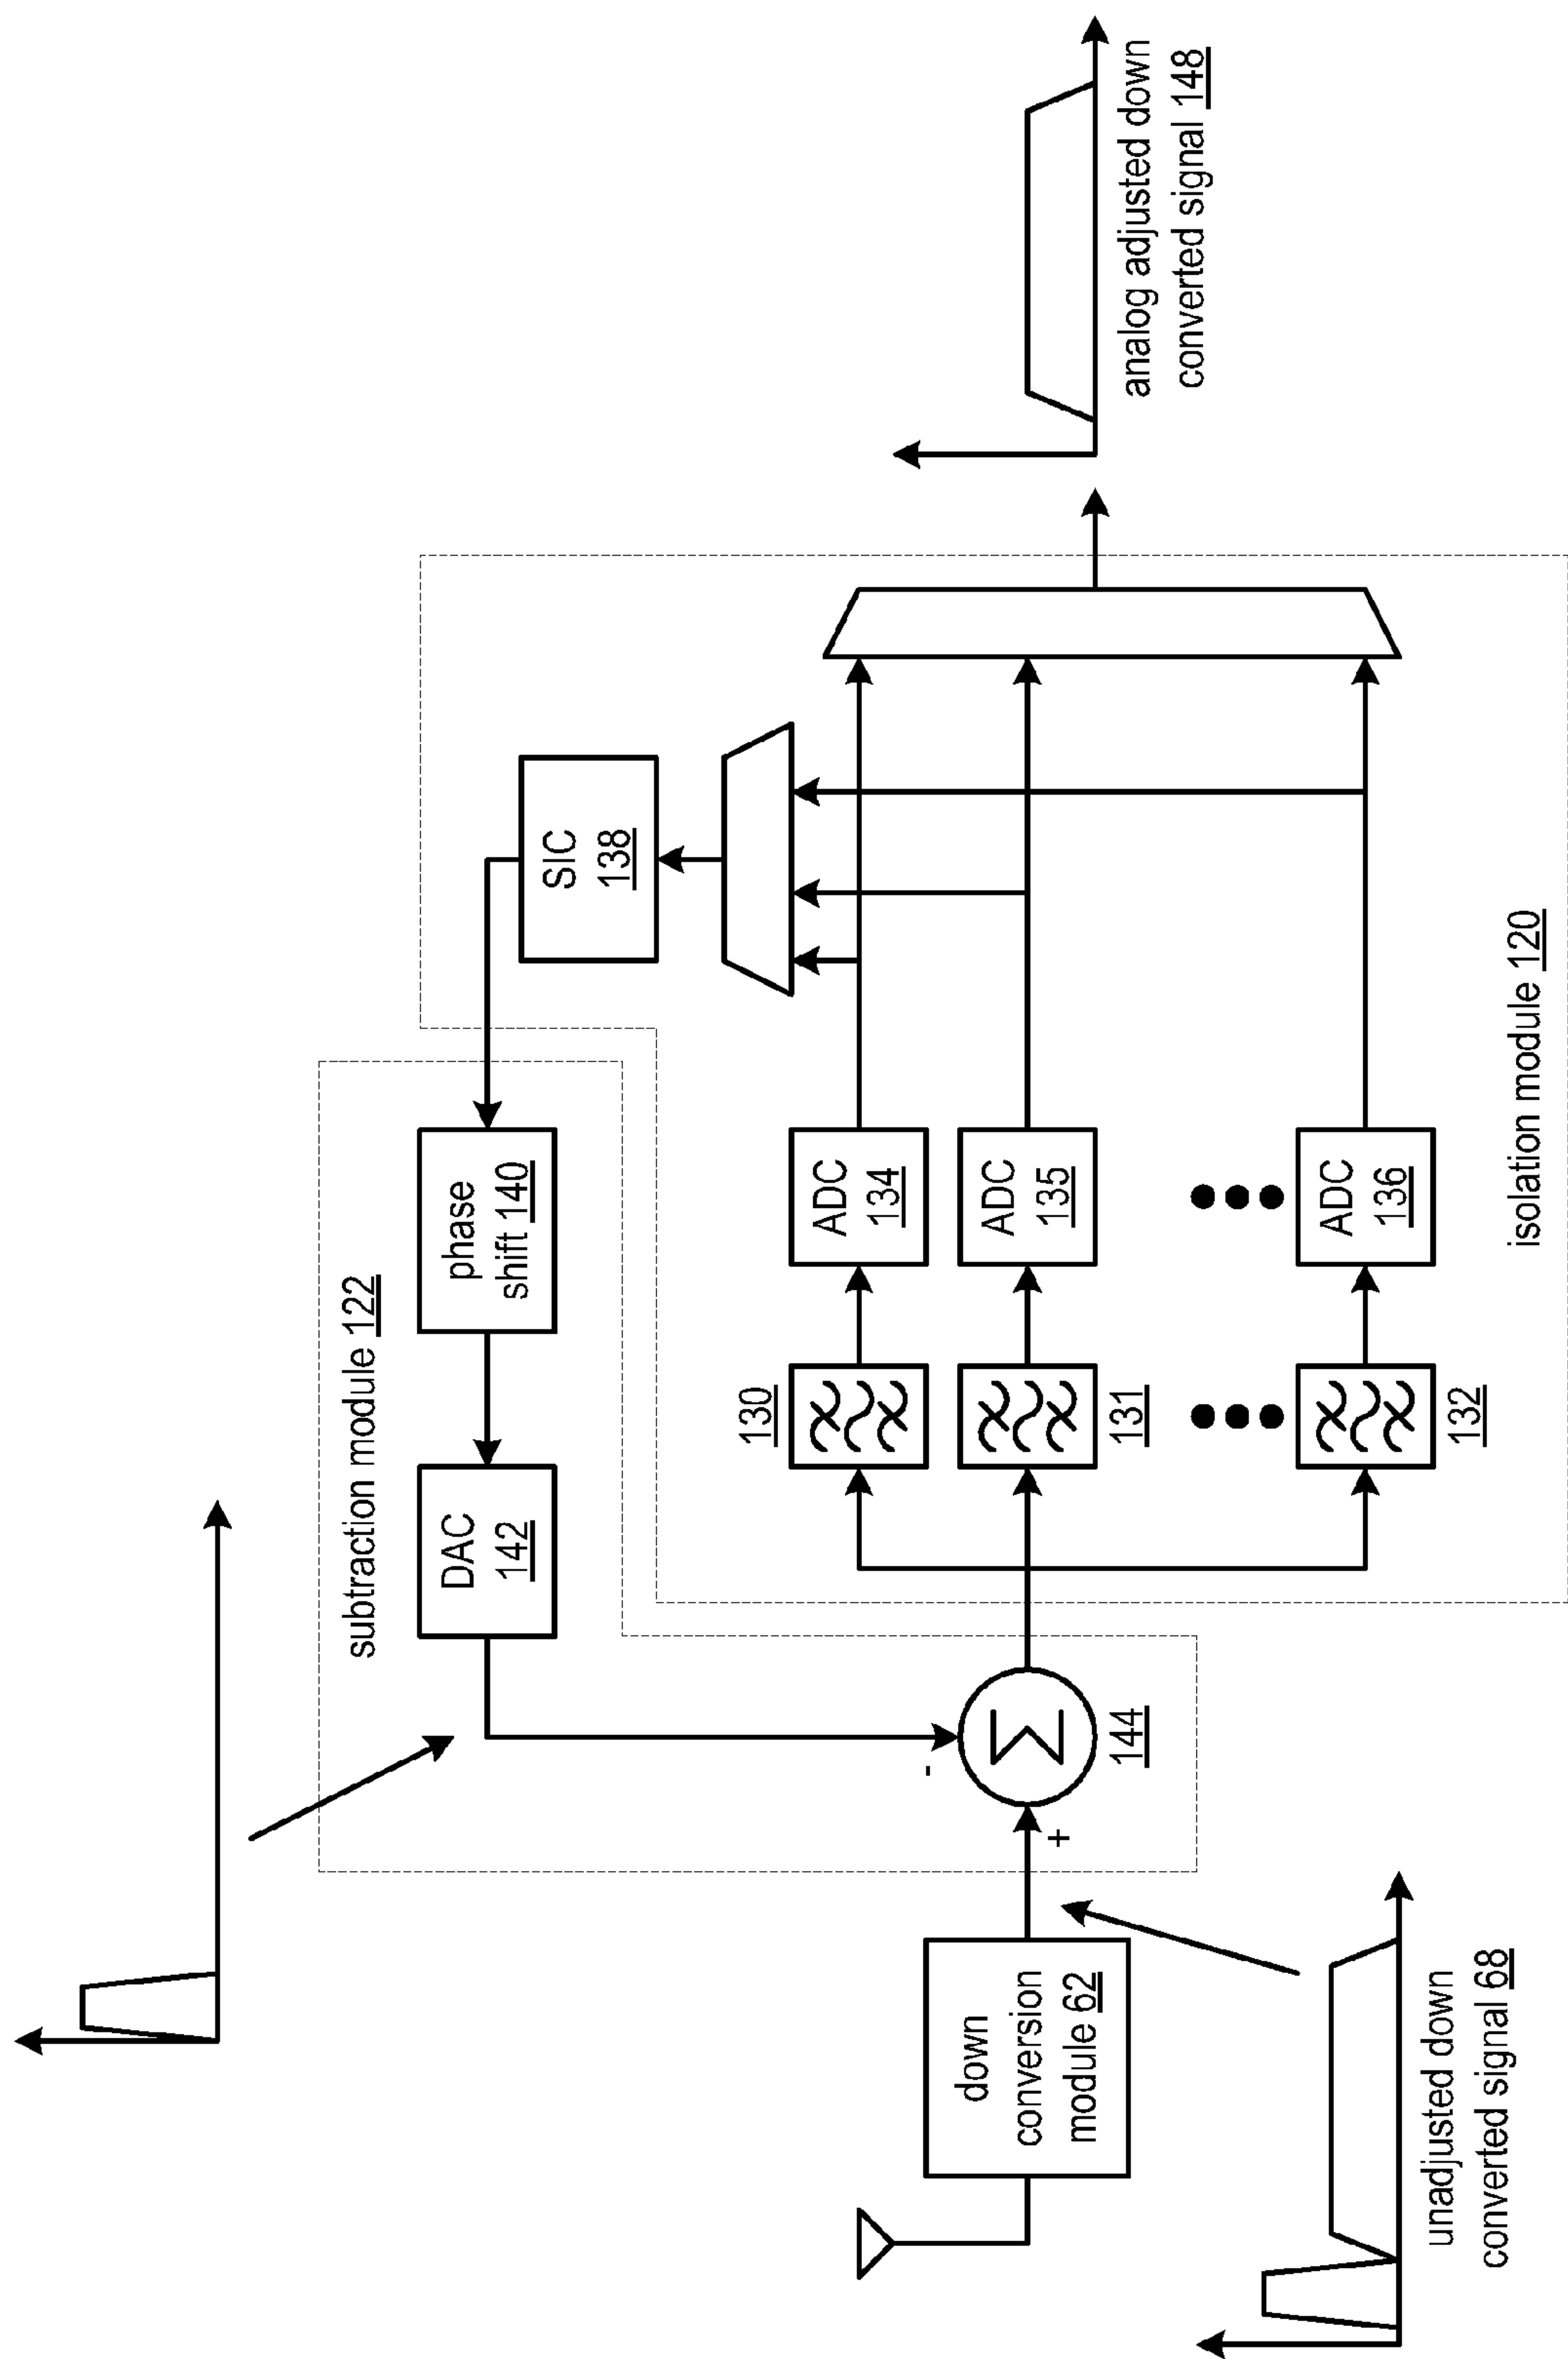 subtraction module 122
DAC
142
phase
shift 140
SIC
138
-
+
144
down
conversion
module 62
130
131
132
ADC
134
ADC
135
ADC
136
isolation module 120
unadjusted down
converted signal 68
analog adjusted down
converted signal 148